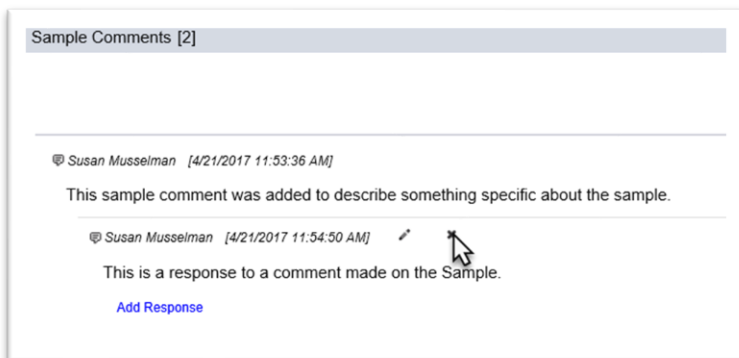 Sample Comments [2]
Susan Musselman [4/21/2017 11:53:36 AM]
This sample comment was added to describe something specific about the sample.
Susan Musselman [4/21/2017 11:54:50 AM]
This is a response to a comment made on the Sample.
Add Response